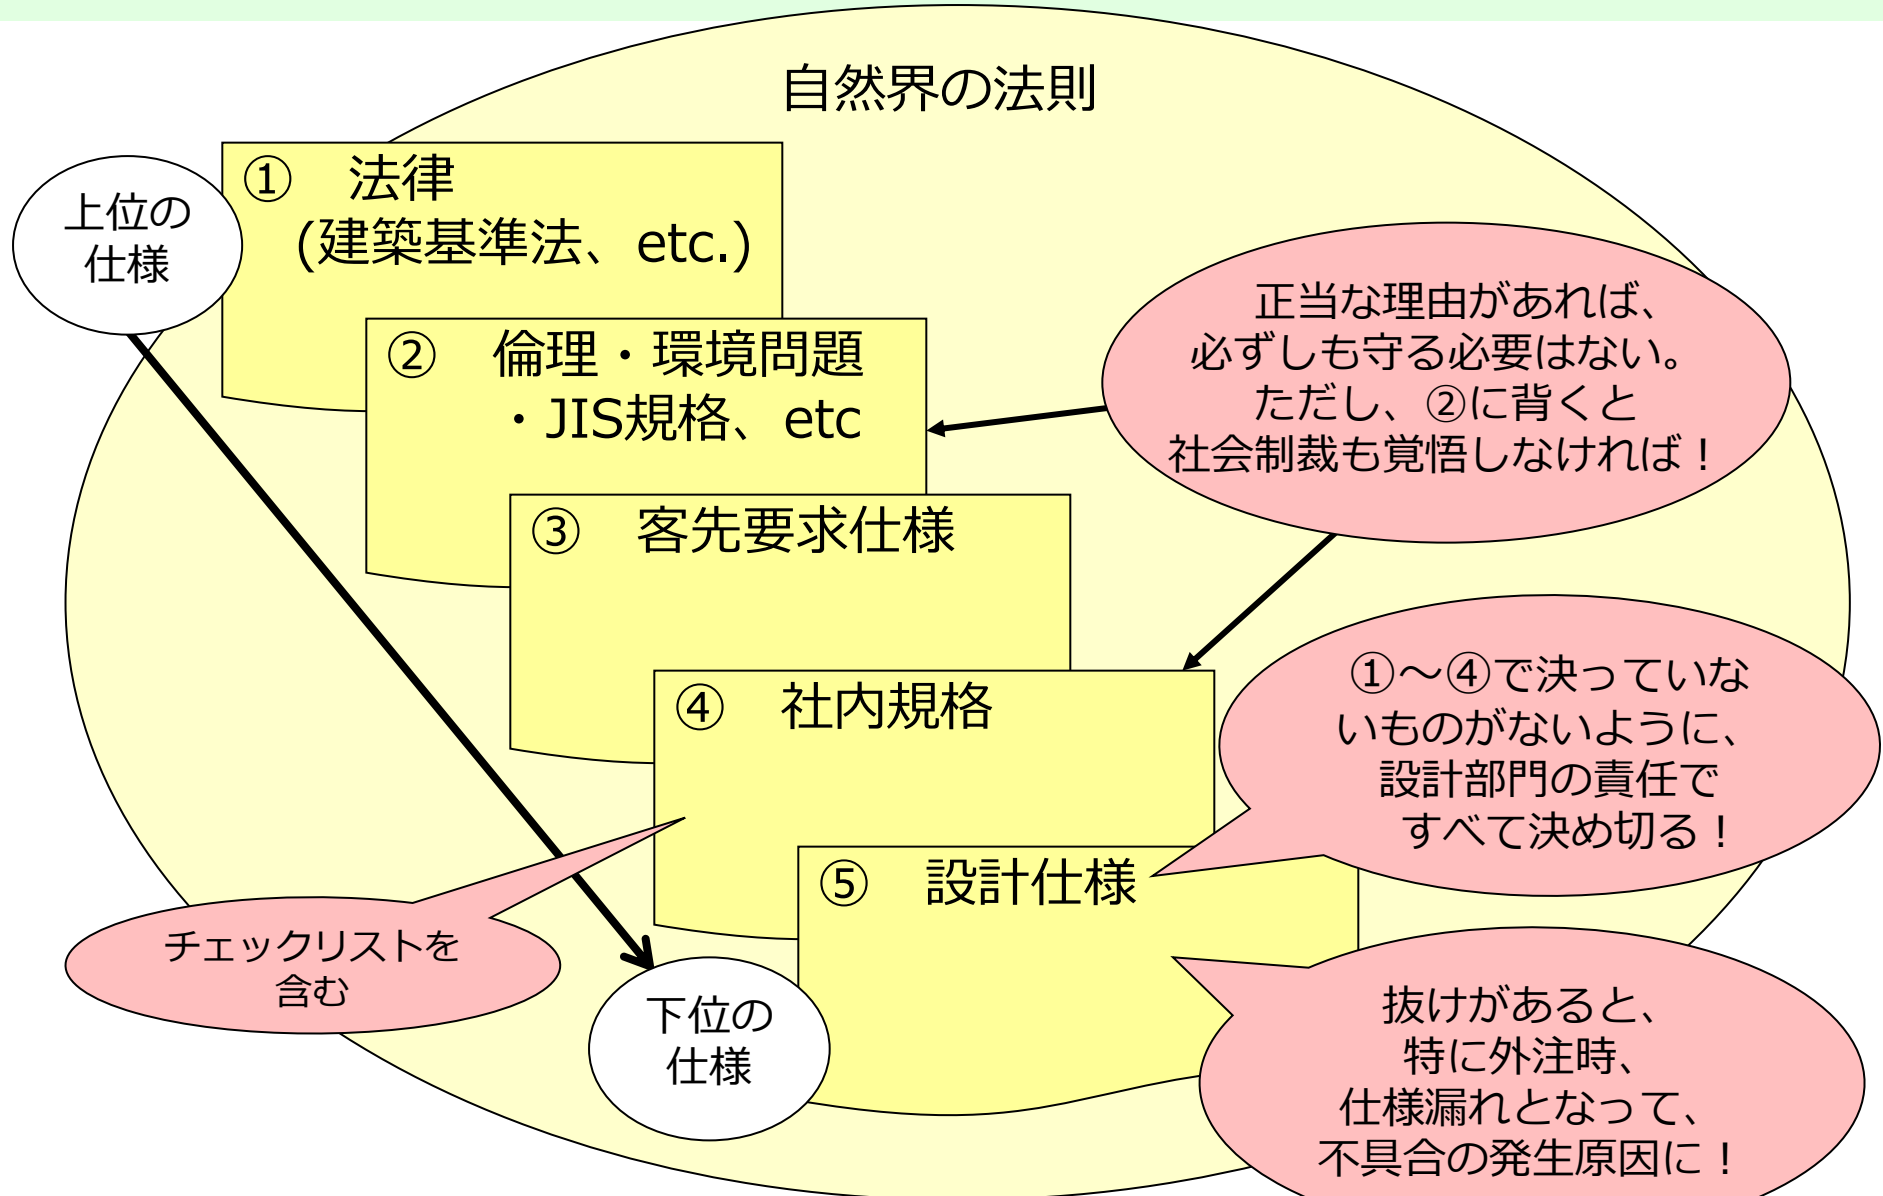 自然界の法則
上位の
仕様
①　法律
(建築基準法、etc.)
②　倫理・環境問題
・JIS規格、etc
正当な理由があれば、
必ずしも守る必要はない。
ただし、②に背くと
社会制裁も覚悟しなければ！
③　客先要求仕様
④　社内規格
①～④で決っていな
いものがないように、
設計部門の責任で
すべて決め切る！
⑤　設計仕様
チェックリストを
含む
下位の
仕様
抜けがあると、
特に外注時、
仕様漏れとなって、
不具合の発生原因に！